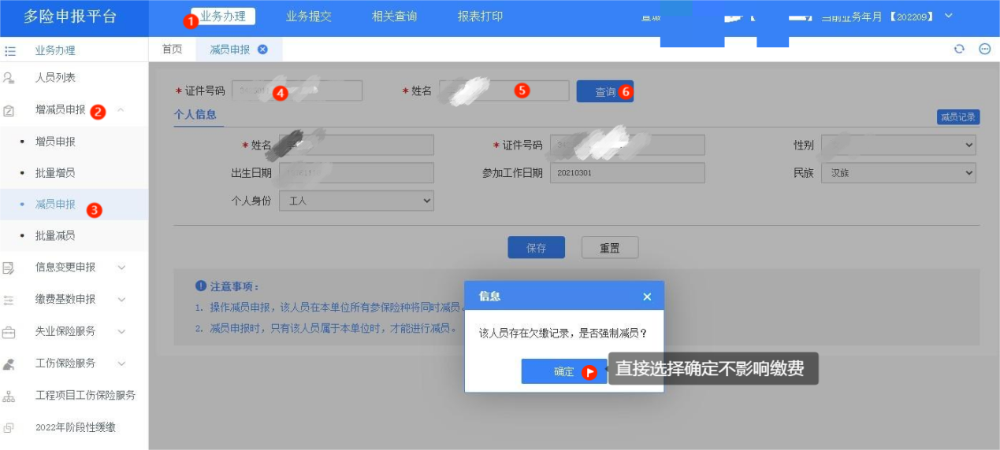 多险申报平台
1 业务办理 业务提交 相关查询 报表打印 当前业务年月 【202209】
业务办理 首页 减员申报
人员列表
* 证件号码 4 * 姓名 5 查询 6
增减员申报 2
个人信息 减员记录
增员申报
* 姓名 * 证件号码 性别
批量增员
出生日期 参加工作日期 20210301 民族 汉族
减员申报 3
个人身份 工人
批量减员
保存 重置
信息变更申报
注意事项：
缴费基数申报
1. 操作减员申报，该人员在本单位所有参保险种将同时减员。
2. 减员申报时，只有该人员属于本单位时，才能进行减员。
失业保险服务
工伤保险服务
工程项目工伤保险服务
2022年阶段性缓缴
信息
该人员存在欠缴记录，是否强制减员？
确定
直接选择确定不影响缴费